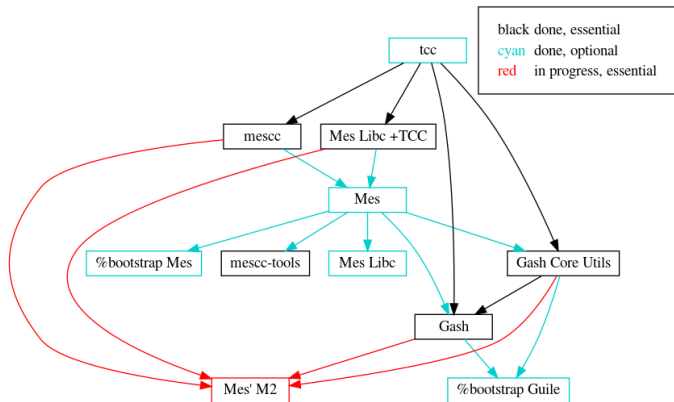 black done, essential
cyan done, optional
red in progress, essential
tcc
mescc
Mes Libc +TCC
Mes
%bootstrap Mes
mescc-tools
Mes Libc
Gash Core Utils
Gash
Mes' M2
%bootstrap Guile